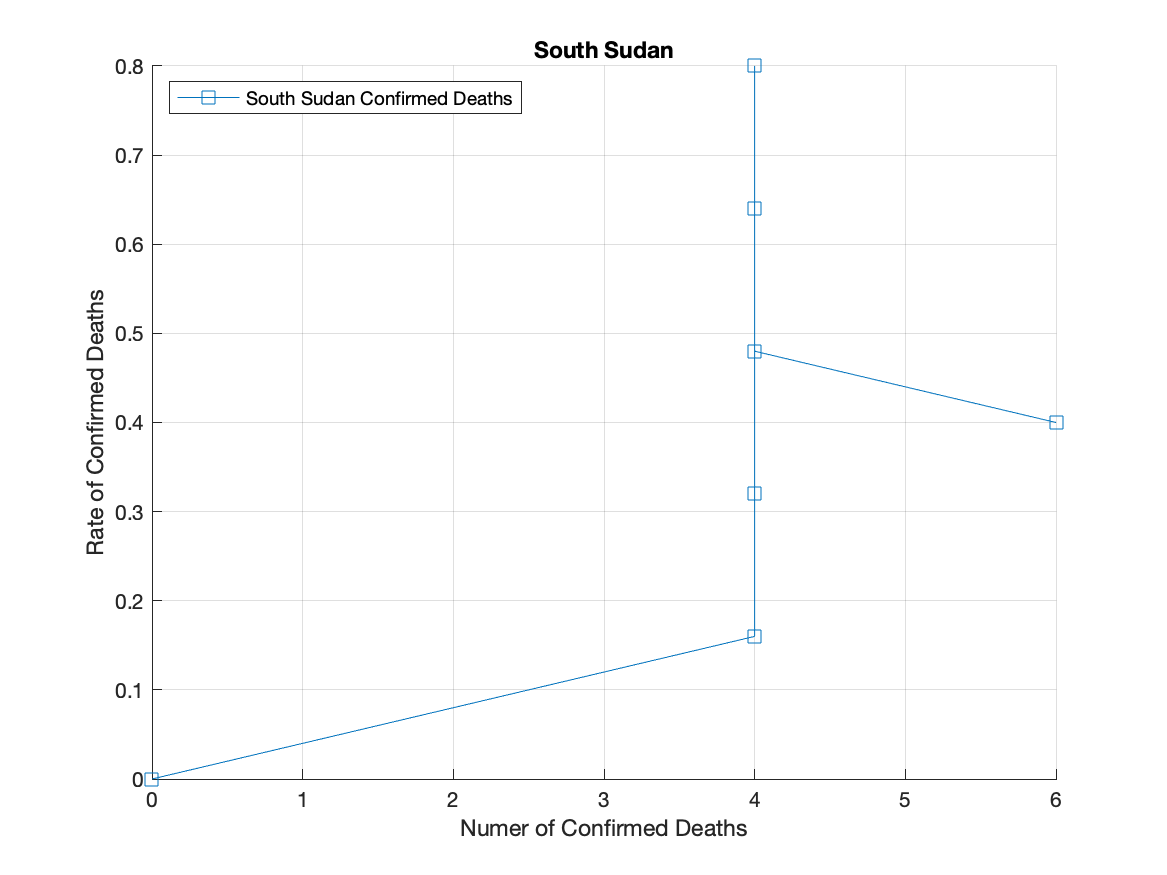 South Sudan
South Sudan Confirmed Deaths
0.8
0.7
0.6
0.5
0.4
0.3
0.2
0.1
0
Rate of Confirmed Deaths
0 1 2 3 4 5 6
Numer of Confirmed Deaths